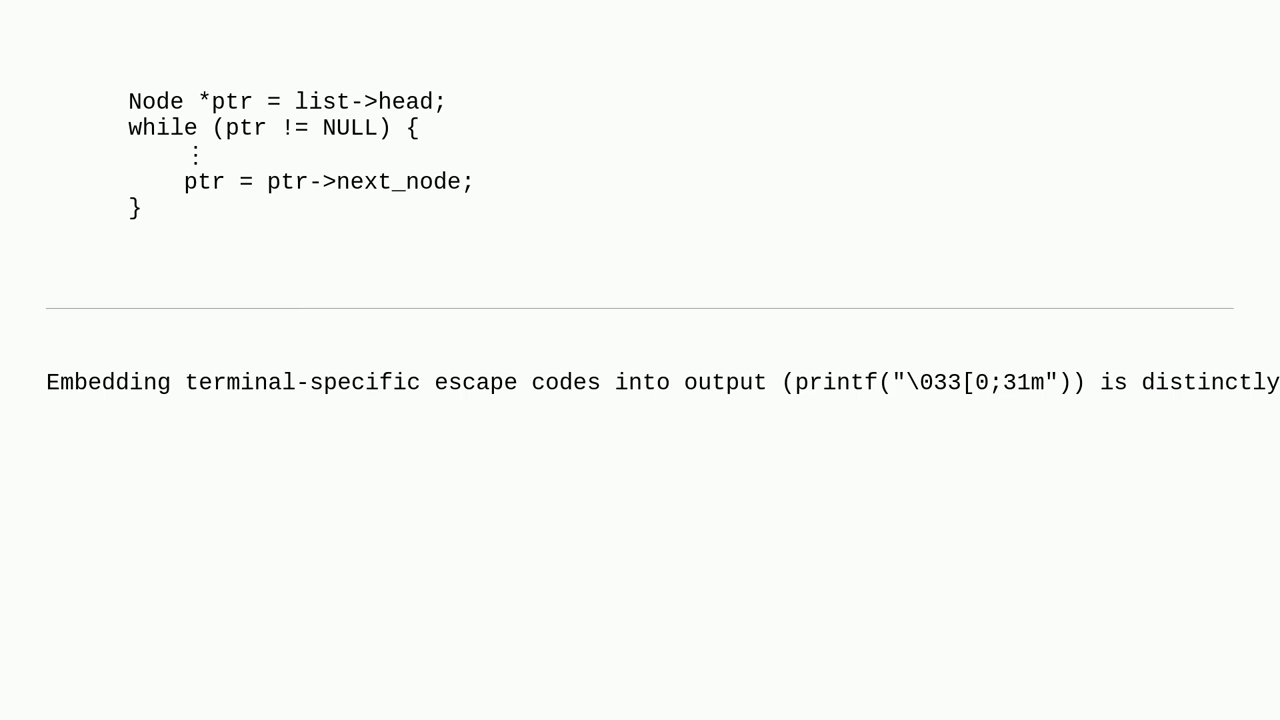 Node *ptr = list->head;
while (ptr != NULL) {
    ⋮
    ptr = ptr->next_node;
}
Embedding terminal-specific escape codes into output (printf("\033[0;31m")) is distinctly